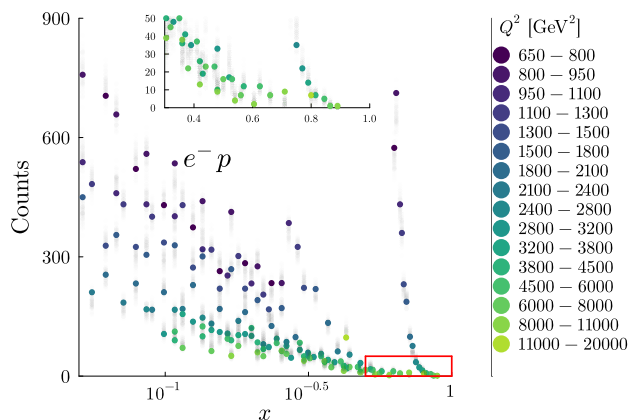 900
600
300
0
Counts
50
40
30
20
10
0
0.4
0.6
0.8
1.0
e⁻ p
10⁻¹
10⁻⁰·⁵
1
x
Q² [GeV²]
650 – 800
800 – 950
950 – 1100
1100 – 1300
1300 – 1500
1500 – 1800
1800 – 2100
2100 – 2400
2400 – 2800
2800 – 3200
3200 – 3800
3800 – 4500
4500 – 6000
6000 – 8000
8000 – 11000
11000 – 20000